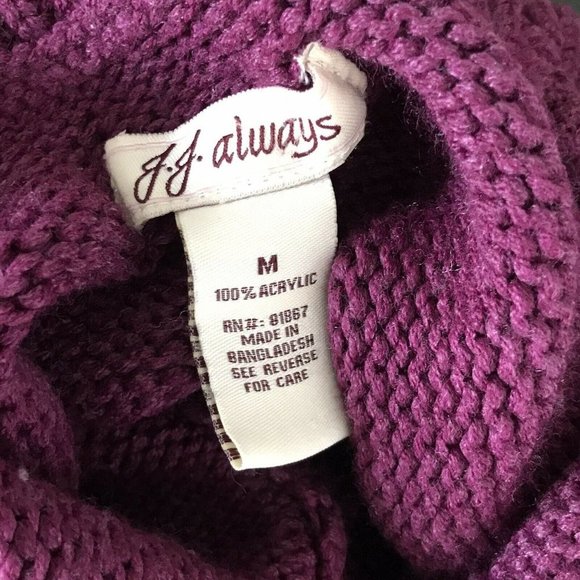 J.J. always
M
100% ACRYLIC
RN#: 81867
MADE IN
BANGLADESH
SEE REVERSE
FOR CARE